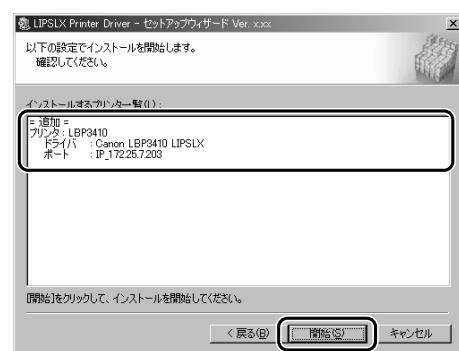 LIPSLX Printer Driver - セットアップウィザード Ver. x.xx
以下の設定でインストールを開始します。
確認してください。
インストールするプリンター覧(L) :
= 追加 =
プリンタ : LBP3410
ドライバ : Canon LBP3410 LIPSLX
ポート : IP_172.25.7.203
[開始]をクリックして、インストールを開始してください。
< 戻る(B)
開始(S)
キャンセル